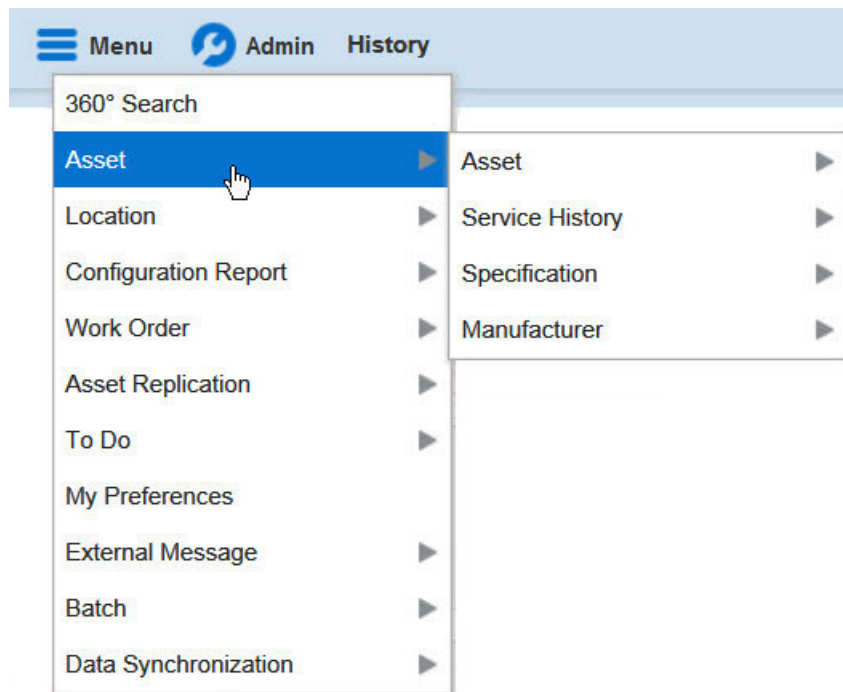 Menu Admin History
360° Search
Asset
Location
Configuration Report
Work Order
Asset Replication
To Do
My Preferences
External Message
Batch
Data Synchronization
Asset
Service History
Specification
Manufacturer